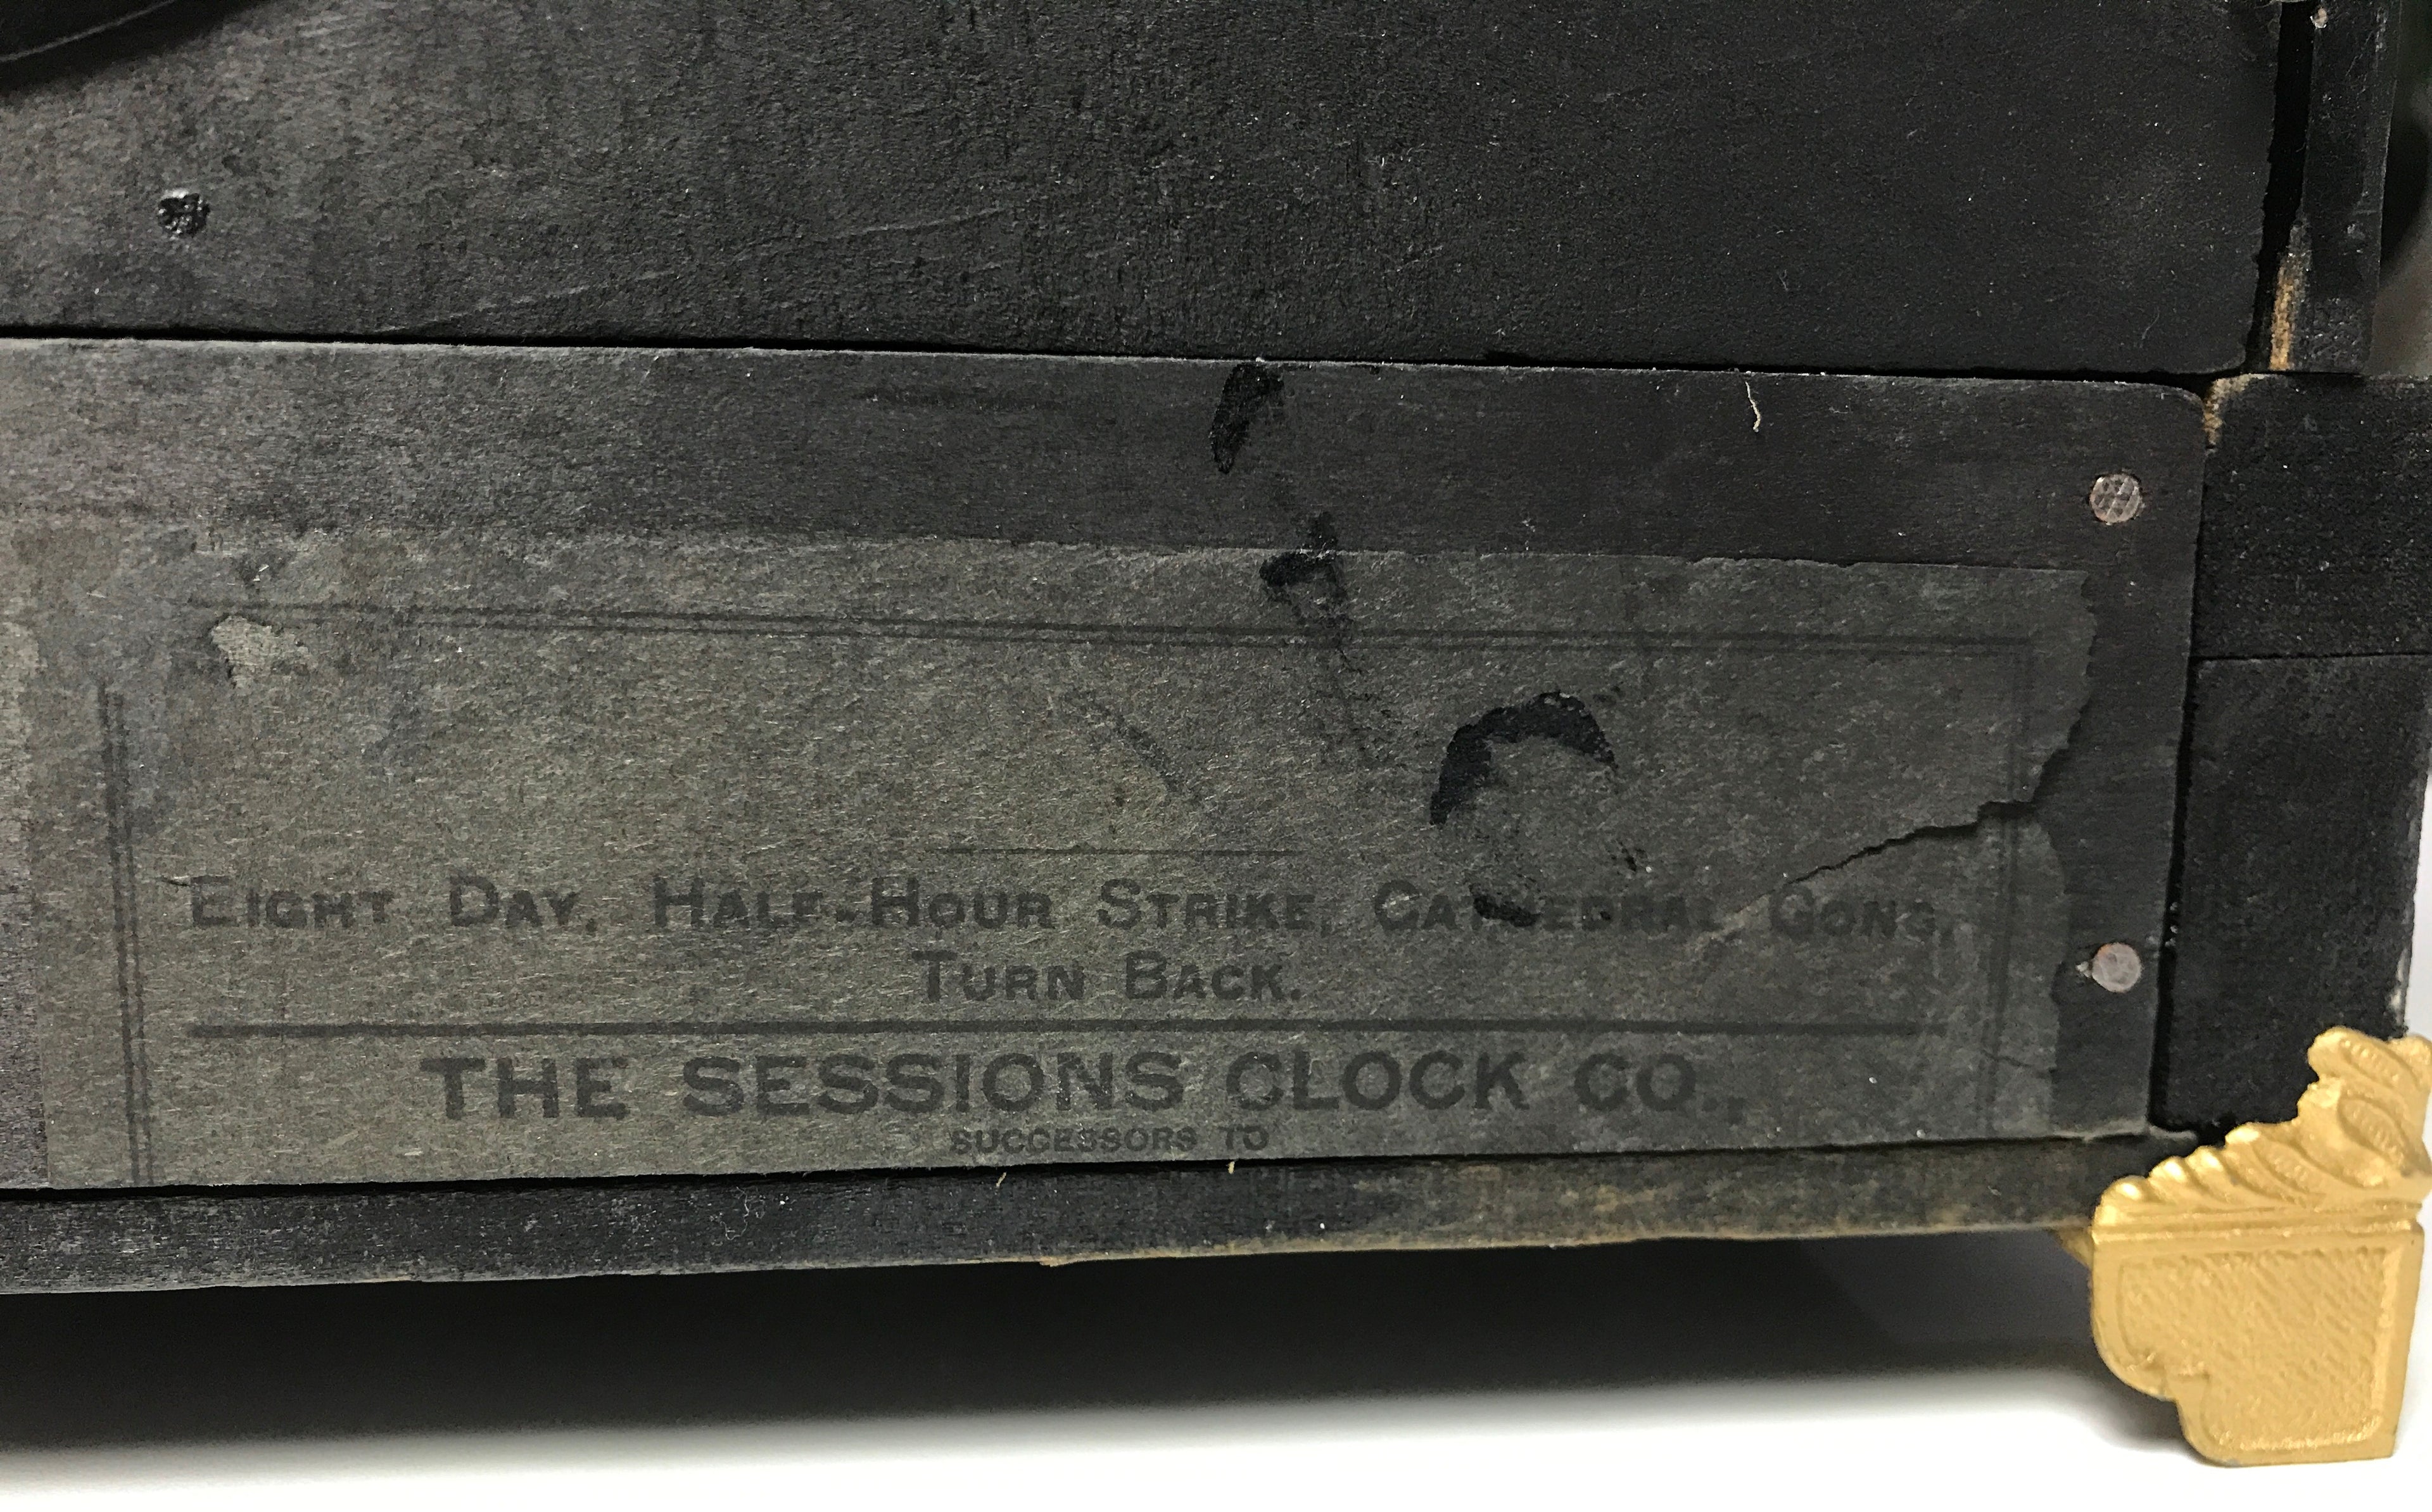 EIGHT DAY, HALF-HOUR STRIKE, CATHEDRAL GONG,
TURN BACK.
THE SESSIONS CLOCK CO.,
SUCCESSORS TO